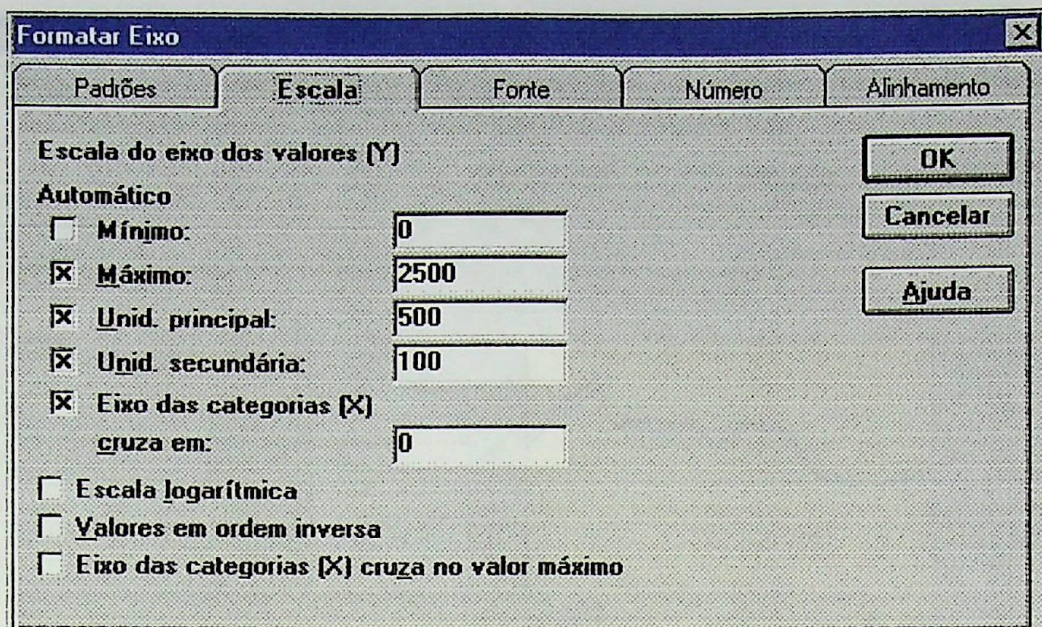 Formatar Eixo
Padrões Escala Fonte Número Alinhamento
Escala do eixo dos valores (Y)
OK
Automático
Cancelar
Mínimo: 0
Máximo: 2500
Ajuda
Unid. principal: 500
Unid. secundária: 100
Eixo das categorias (X)
cruza em: 0
Escala logarítmica
Valores em ordem inversa
Eixo das categorias (X) cruza no valor máximo